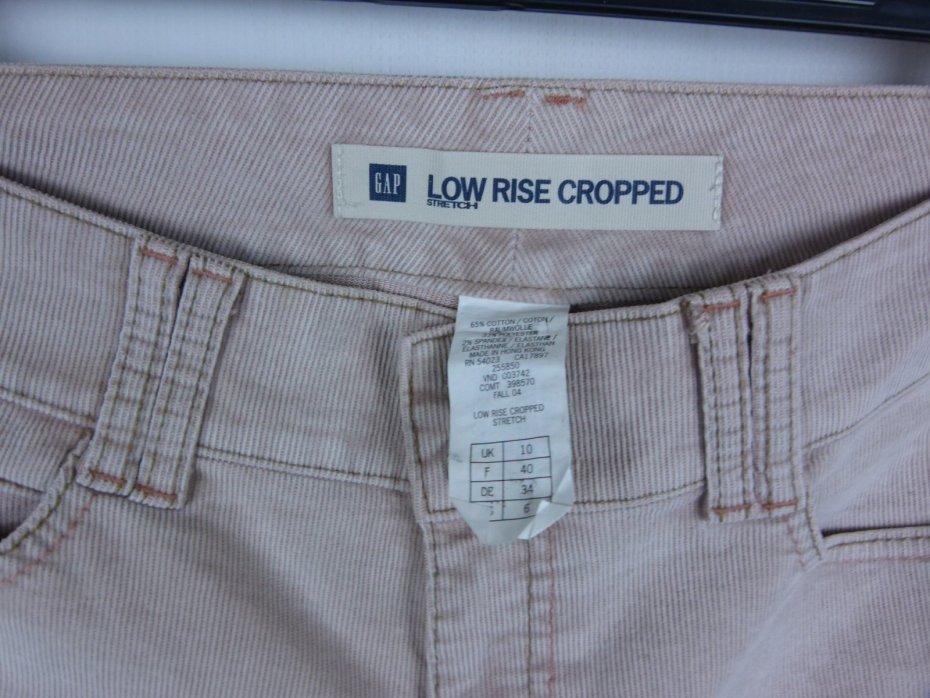 GAP
LOW RISE CROPPED
STRETCH
65% COTTON / COTON /
BAUMWOLLE
33% POLYESTER
2% SPANDEX / ELASTANE /
ELASTHANNE / ELASTHAN
MADE IN HONG KONG
RN 54023 CA17897
255850
VND 003742
COMT 398570
FALL 04
LOW RISE CROPPED
STRETCH
UK 10
F 40
DE 34
6